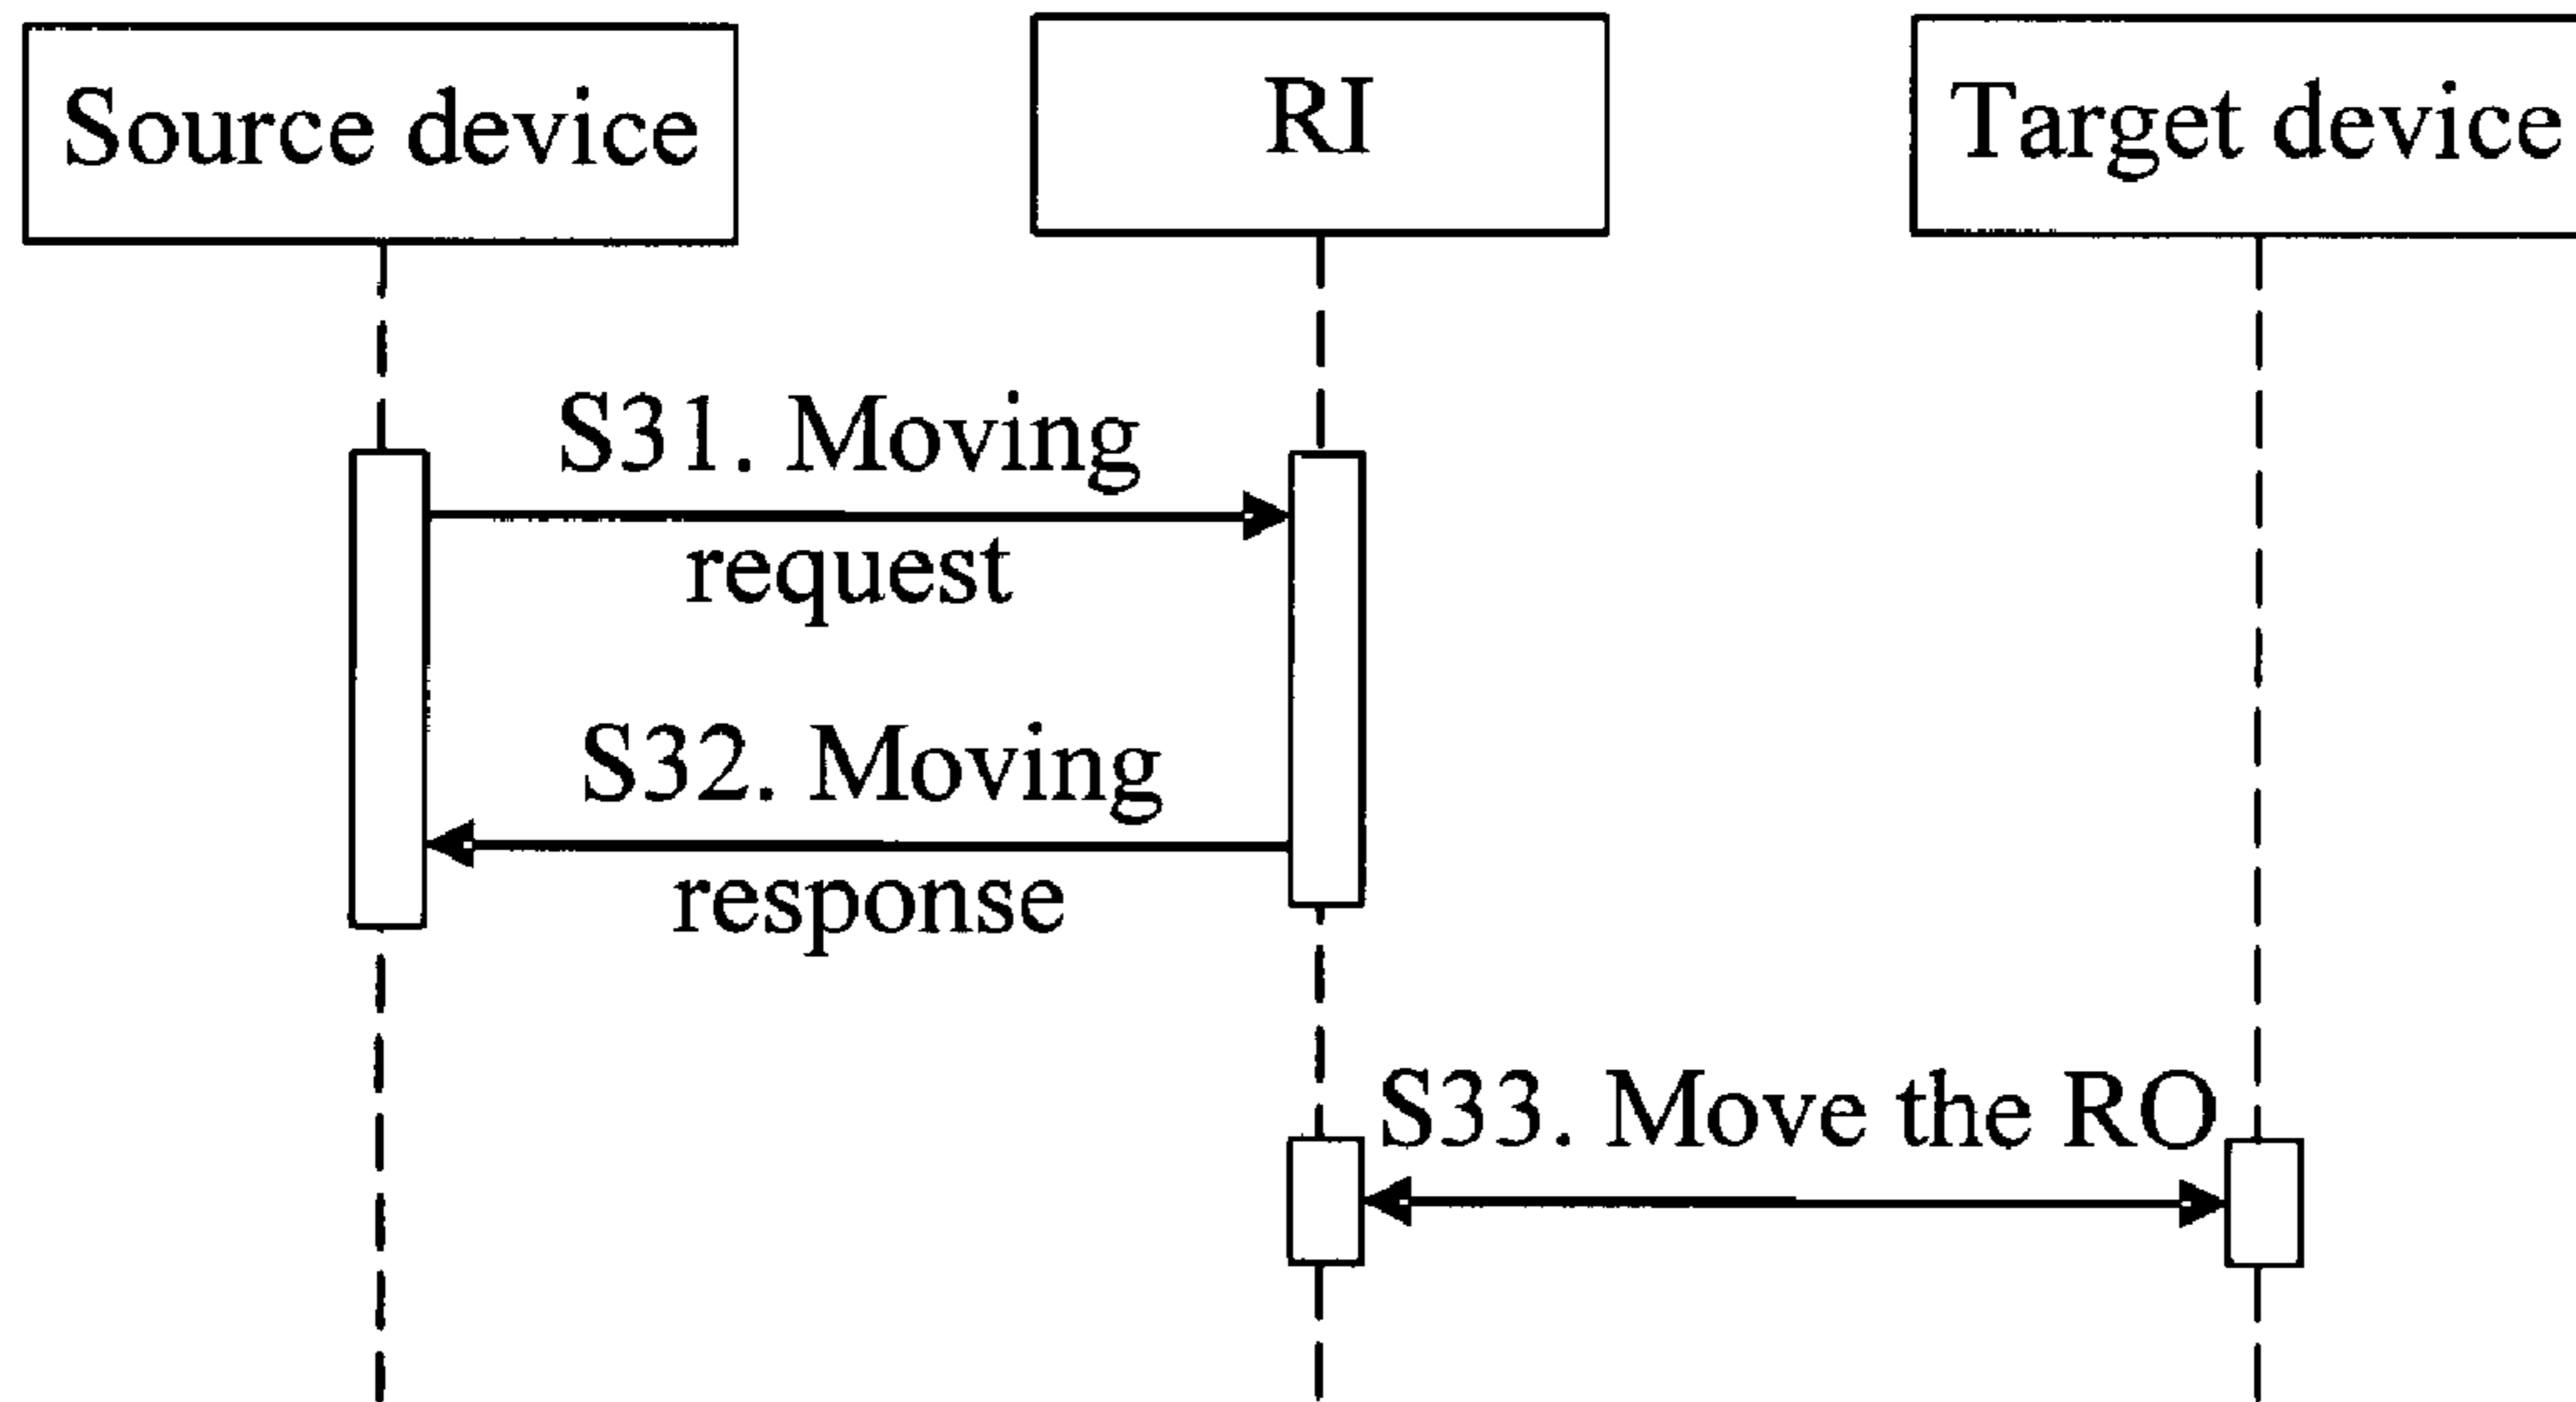 Source device
RI
Target device
S31. Moving
request
S32. Moving
response
S33. Move the RO